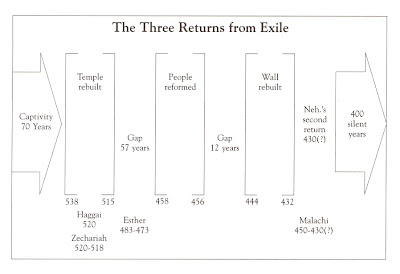 The Three Returns from Exile
Captivity
70 Years
Temple
rebuilt
Gap
57 years
People
reformed
Gap
12 years
Wall
rebuilt
Neh.'s
second
return
430(?)
400
silent
years
538
515
458
456
444
432
Haggai
520
Zechariah
520-518
Esther
483-473
Malachi
450-430(?)